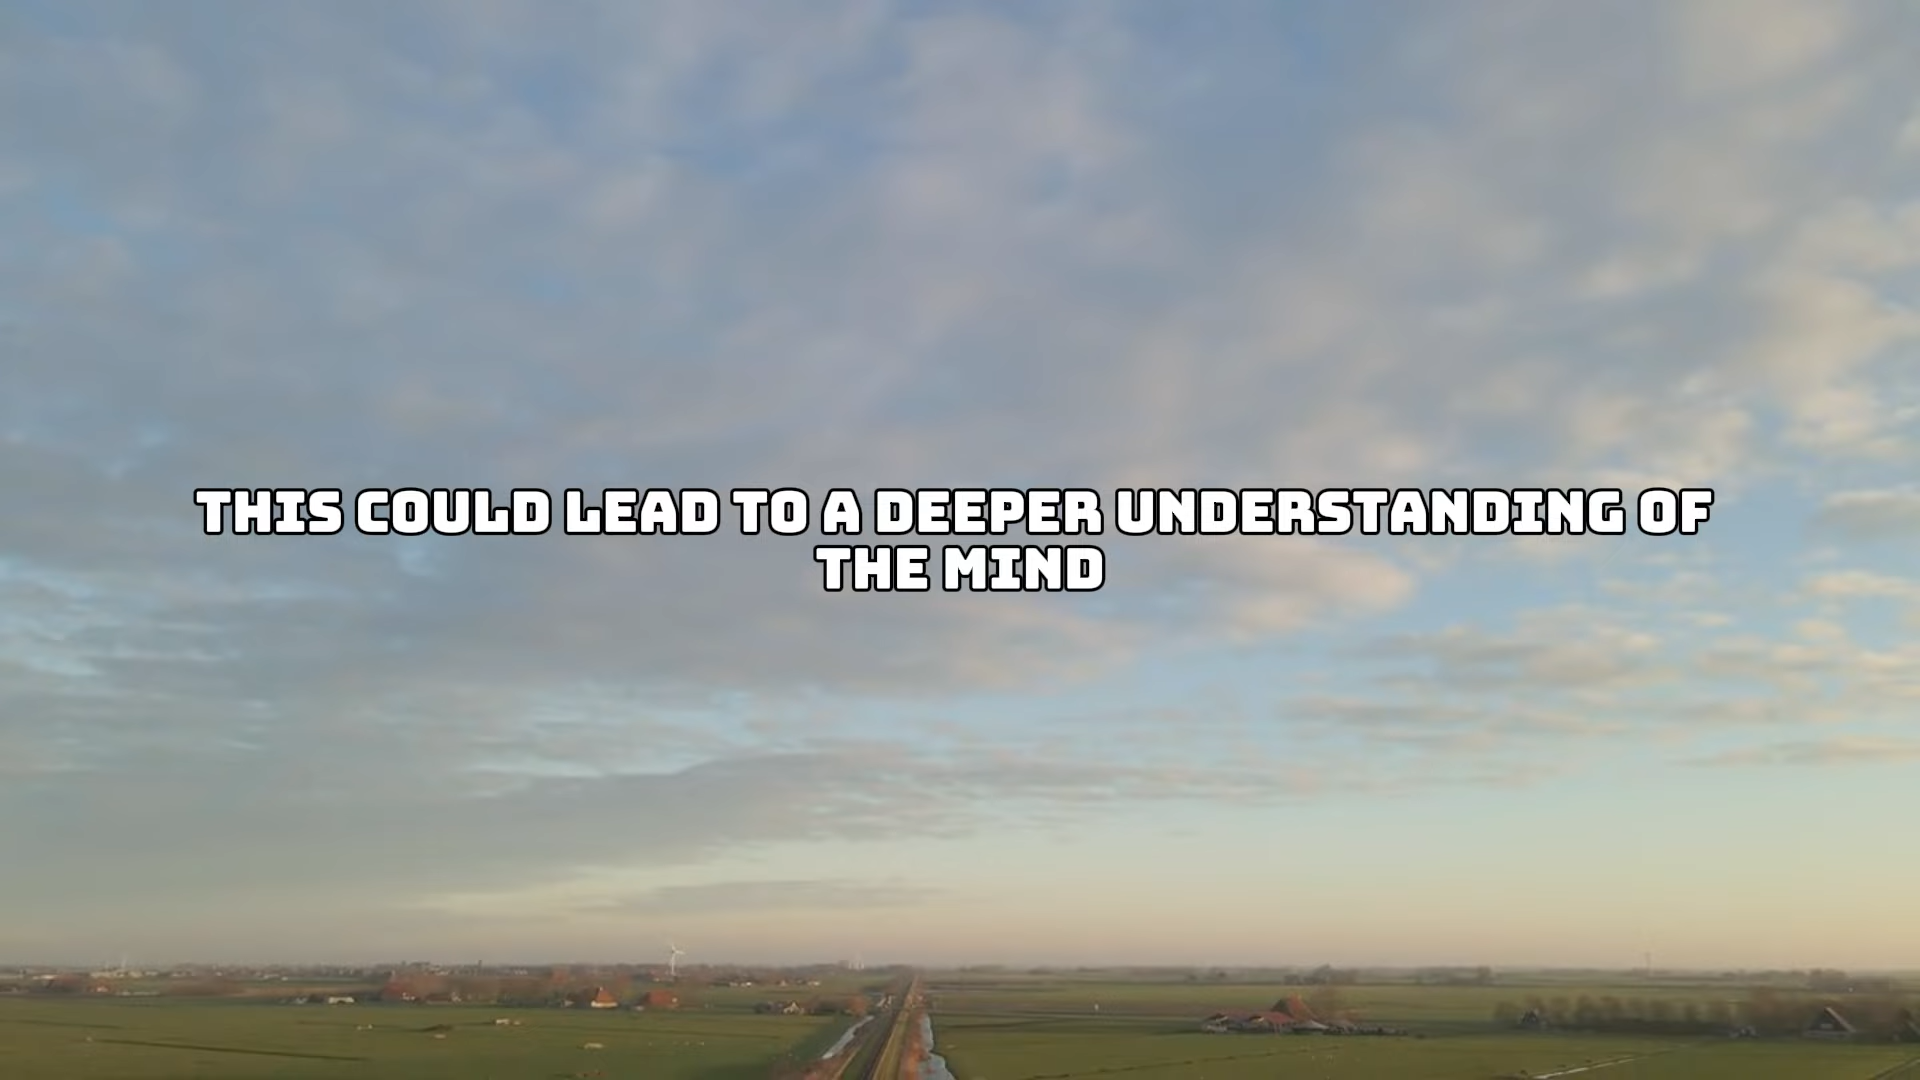 THIS COULD LEAD TO A DEEPER UNDERSTANDING OF
THE MIND